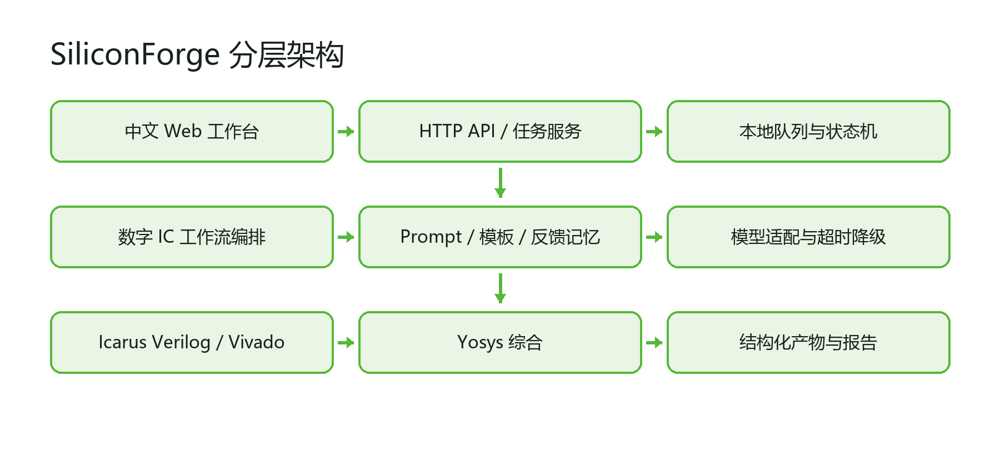 SiliconForge 分层架构
中文 Web 工作台
HTTP API / 任务服务
本地队列与状态机
数字 IC 工作流编排
Prompt / 模板 / 反馈记忆
模型适配与超时降级
Icarus Verilog / Vivado
Yosys 综合
结构化产物与报告